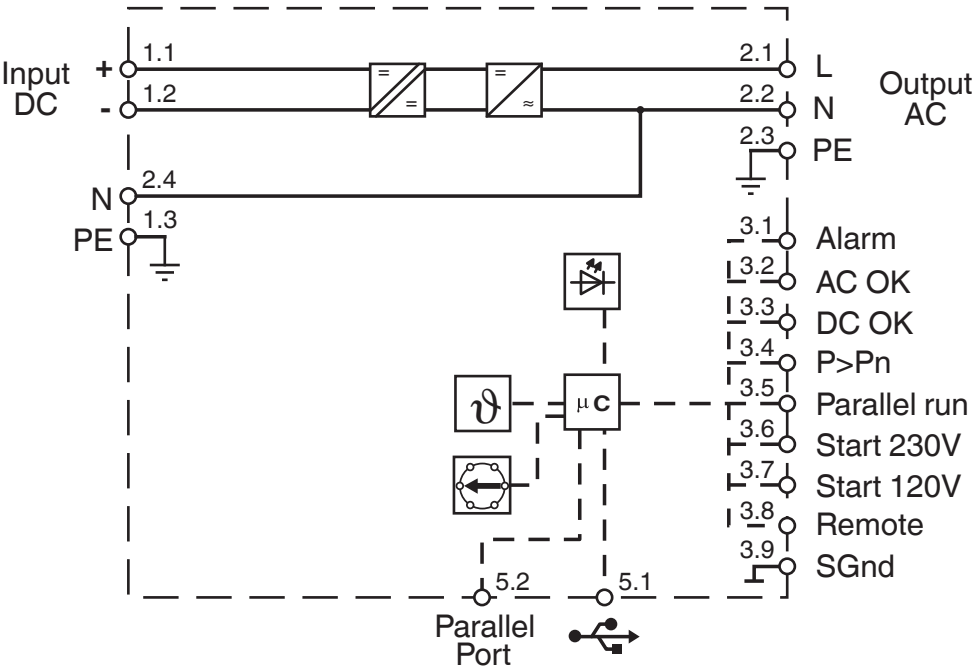 1.1
2.1
Input
DC
+
L
Output
AC
1.2
2.2
-
N
2.3
PE
2.4
N
1.3
PE
3.1
Alarm
3.2
AC OK
3.3
DC OK
3.4
P>Pn
3.5
Parallel run
3.6
Start 230V
3.7
Start 120V
3.8
Remote
3.9
SGnd
= =
= ≈
ϑ
μC
5.2
5.1
Parallel
Port